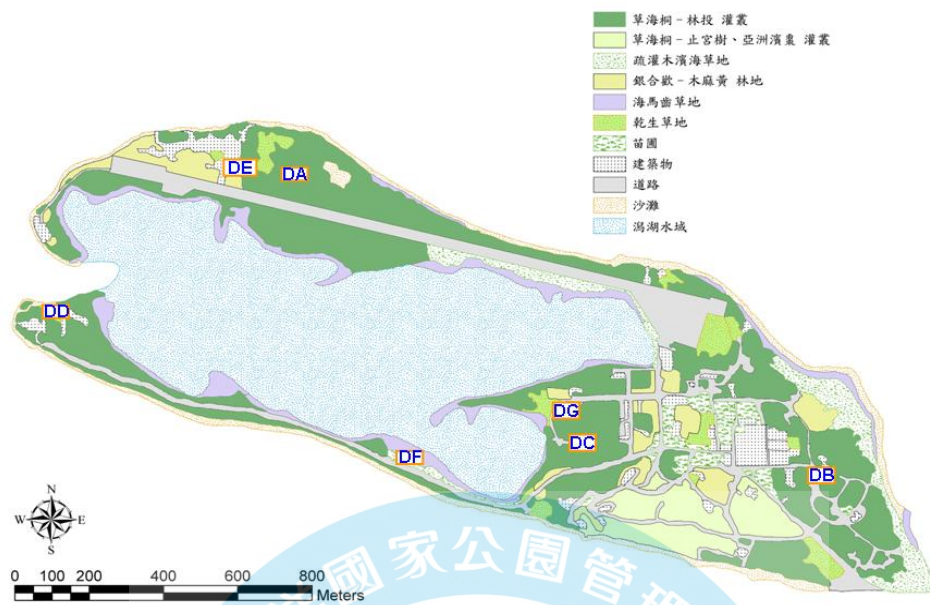 草海桐－林投 灌叢
草海桐－止宮樹、亞洲濱棗 灌叢
疏灌木濱海草地
銀合歡－木麻黃 林地
海馬齒草地
乾生草地
苗圃
建築物
道路
沙灘
潟湖水域
DE
DA
DD
DG
DC
DF
DB
N
W E
S
0 100 200 400 600 800
Meters
國家公園管理